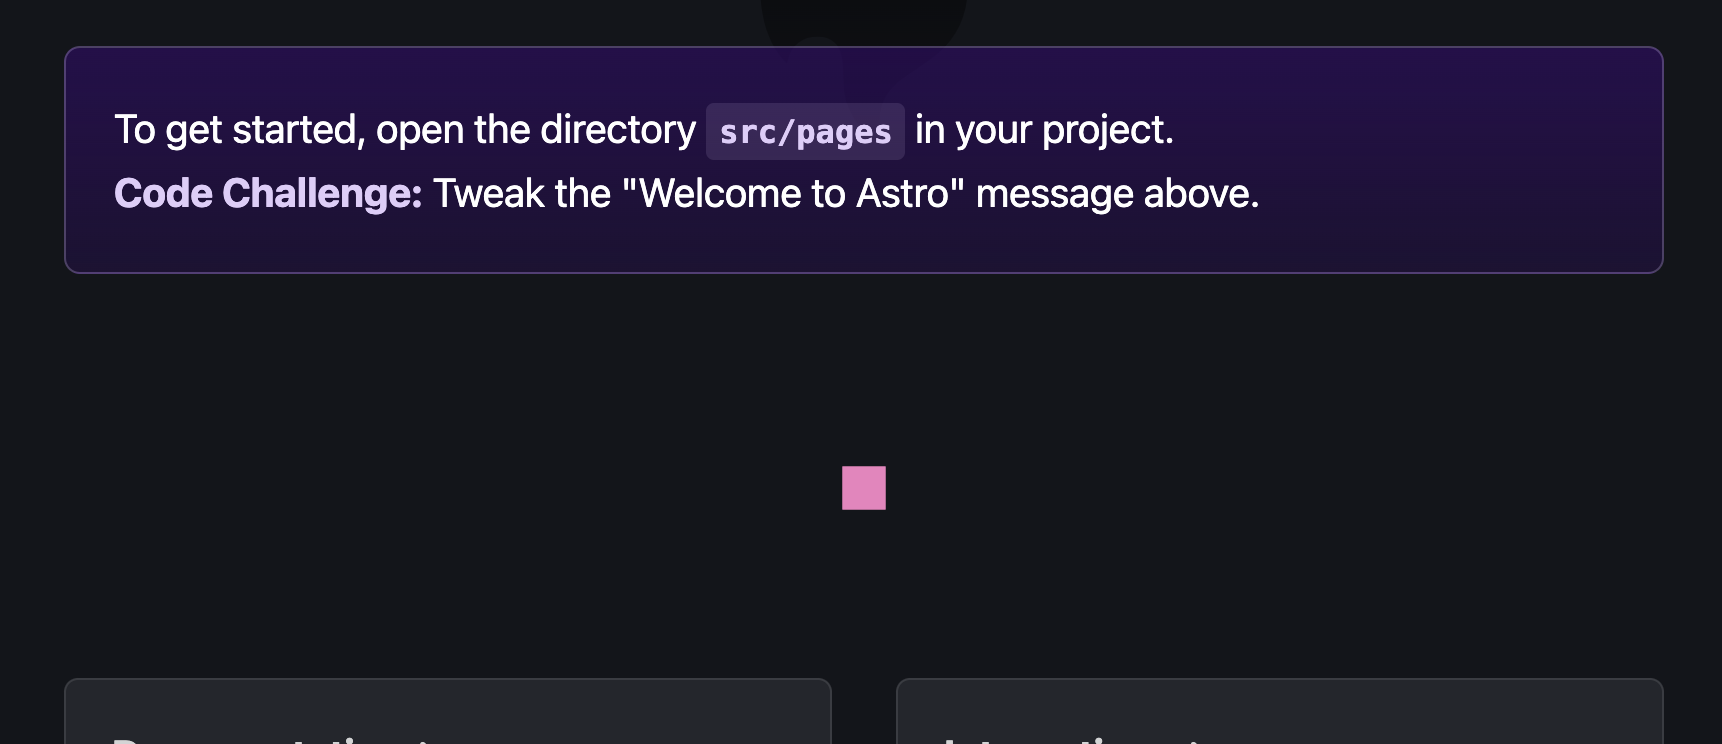 To get started, open the directory src/pages in your project.
Code Challenge: Tweak the "Welcome to Astro" message above.